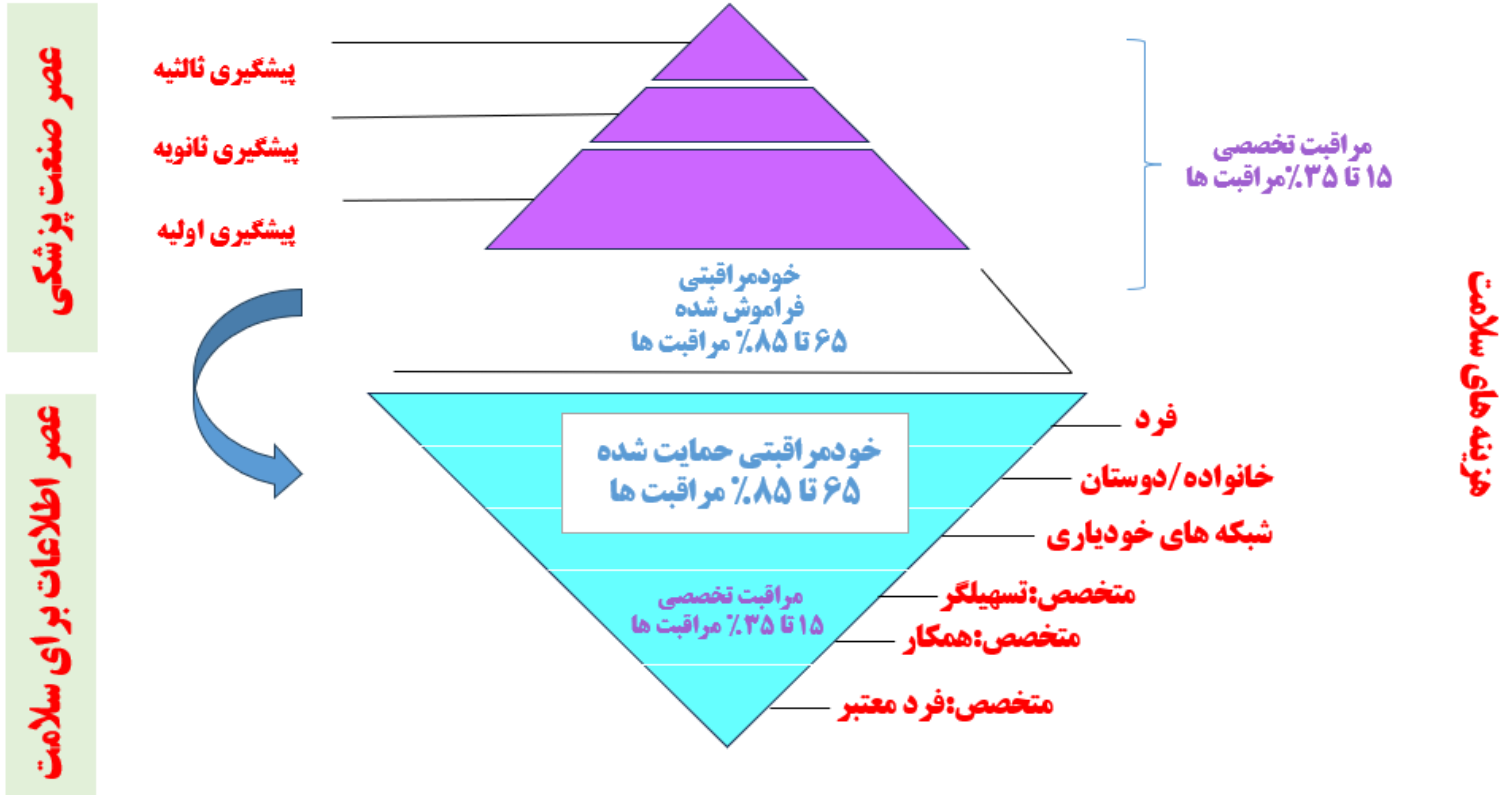 عصر صنعت پزشکی
پیشگیری ثالثیه
پیشگیری ثانویه
پیشگیری اولیه
مراقبت تخصصی
۱۵ تا ۳۵٪مراقبت ها
خودمراقبتی
فراموش شده
۶۵ تا ۸۵٪ مراقبت ها
هزینه های سلامت
عصر اطلاعات برای سلامت
خودمراقبتی حمایت شده
۶۵ تا ۸۵٪ مراقبت ها
مراقبت تخصصی
۱۵ تا ۳۵٪ مراقبت ها
فرد
خانواده/دوستان
شبکه های خودیاری
متخصص:تسهیلگر
متخصص:همکار
متخصص:فرد معتبر